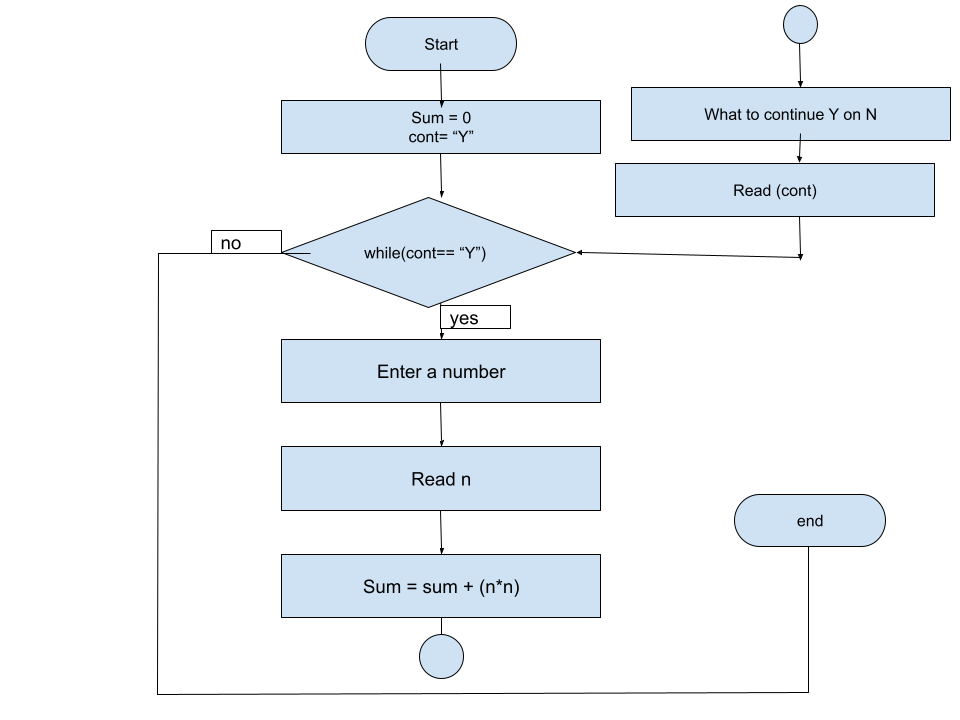 Start
Sum = 0
cont= “Y”
while(cont== “Y”)
no
yes
Enter a number
Read n
Sum = sum + (n*n)
What to continue Y on N
Read (cont)
end